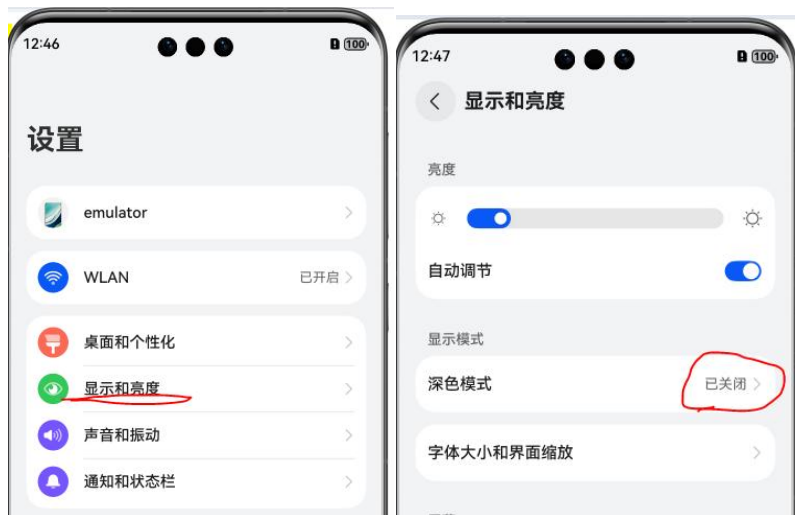 12:46
100
设置
emulator
WLAN
已开启
桌面和个性化
显示和亮度
声音和振动
通知和状态栏
12:47
100
显示和亮度
亮度
自动调节
显示模式
深色模式
已关闭
字体大小和界面缩放